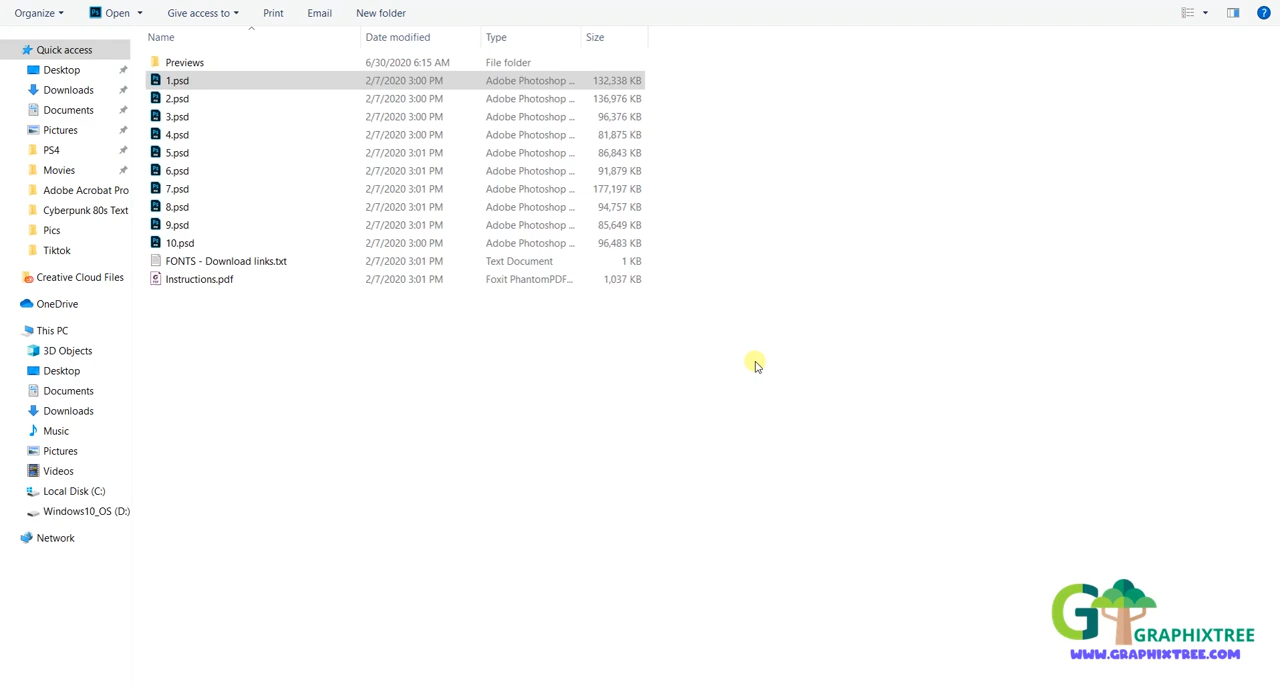 Organize Open Give access to Print Email New folder
Name Date modified Type Size
Quick access
Desktop
Downloads
Documents
Pictures
PS4
Movies
Adobe Acrobat Pro
Cyberpunk 80s Text
Pics
Tiktok
Creative Cloud Files
OneDrive
This PC
3D Objects
Desktop
Documents
Downloads
Music
Pictures
Videos
Local Disk (C:)
Windows10_OS (D:)
Network
Previews 6/30/2020 6:15 AM File folder
1.psd 2/7/2020 3:00 PM Adobe Photoshop ... 132,338 KB
2.psd 2/7/2020 3:00 PM Adobe Photoshop ... 136,976 KB
3.psd 2/7/2020 3:00 PM Adobe Photoshop ... 96,376 KB
4.psd 2/7/2020 3:00 PM Adobe Photoshop ... 81,875 KB
5.psd 2/7/2020 3:01 PM Adobe Photoshop ... 86,843 KB
6.psd 2/7/2020 3:01 PM Adobe Photoshop ... 91,879 KB
7.psd 2/7/2020 3:01 PM Adobe Photoshop ... 177,197 KB
8.psd 2/7/2020 3:01 PM Adobe Photoshop ... 94,757 KB
9.psd 2/7/2020 3:01 PM Adobe Photoshop ... 85,649 KB
10.psd 2/7/2020 3:00 PM Adobe Photoshop ... 96,483 KB
FONTS - Download links.txt 2/7/2020 3:01 PM Text Document 1 KB
Instructions.pdf 2/7/2020 3:01 PM Foxit PhantomPDF... 1,037 KB
G GRAPHIXTREE
WWW.GRAPHIXTREE.COM